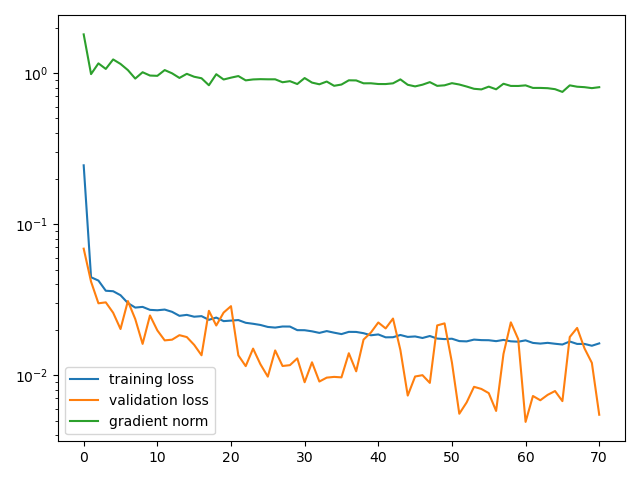 10⁰
10⁻¹
10⁻²
training loss
validation loss
gradient norm
0 10 20 30 40 50 60 70